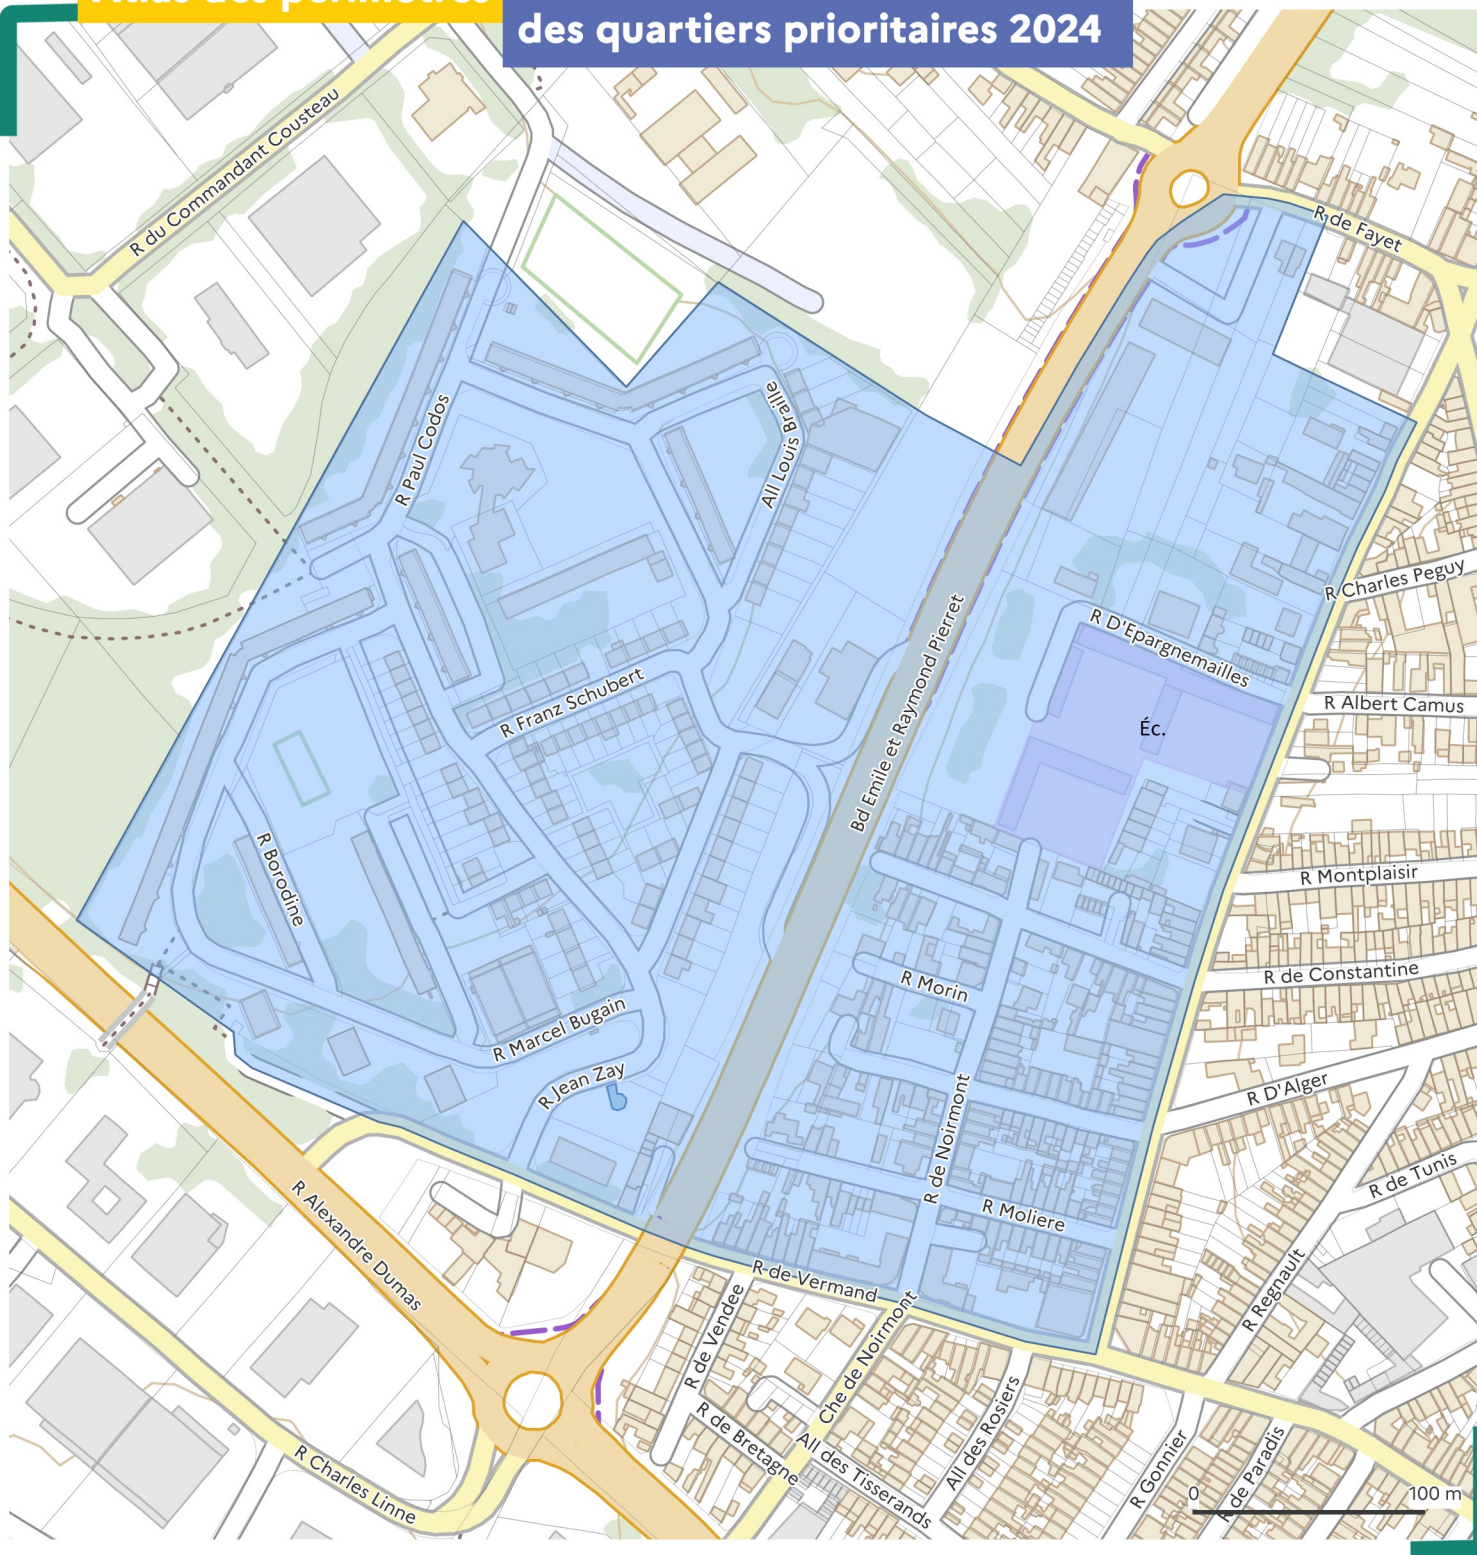 Atlas des périmètres
des quartiers prioritaires 2024
R du Commandant Cousteau
R de Fayet
R Paul Codos
All Louis Braille
R Charles Peguy
Bd Emile et Raymond Pierret
R D'Epargnemailles
R Franz Schubert
R Albert Camus
Éc.
R Borodine
R Montplaisir
R de Constantine
R Morin
R Marcel Bugain
R Jean Zay
R D'Alger
R de Noirmont
R de Tunis
R Alexandre Dumas
R Moliere
R de Vermand
R Regnault
R de Vendee
Che de Noirmont
R de Bretagne
All des Tisserands
All des Rosiers
R Gonnier
R de Paradis
R Charles Linne
0
100 m